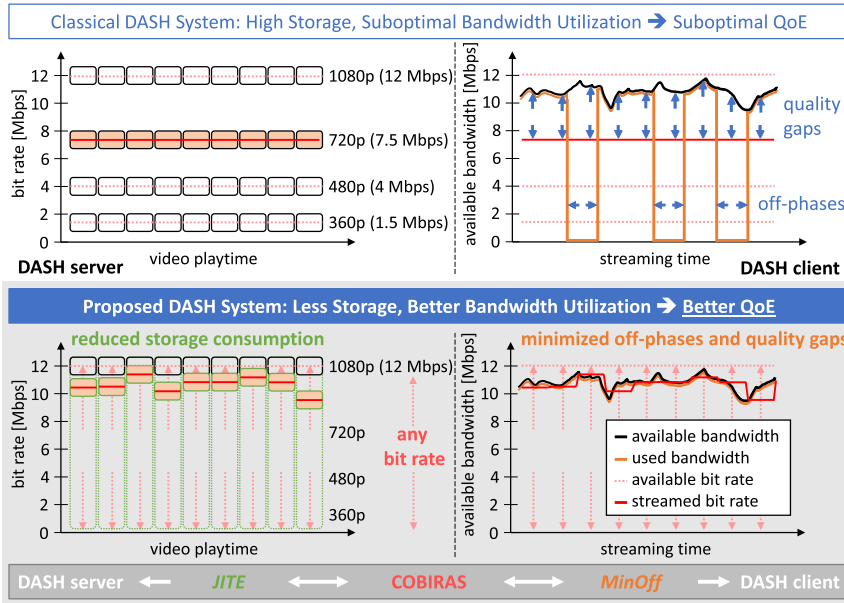 Classical DASH System: High Storage, Suboptimal Bandwidth Utilization → Suboptimal QoE
bit rate [Mbps]
12
10
8
6
4
2
0
1080p (12 Mbps)
720p (7.5 Mbps)
480p (4 Mbps)
360p (1.5 Mbps)
DASH server
video playtime
available bandwidth [Mbps]
12
10
8
6
4
2
0
quality
gaps
off-phases
streaming time
DASH client
Proposed DASH System: Less Storage, Better Bandwidth Utilization → Better QoE
reduced storage consumption
bit rate [Mbps]
12
10
8
6
4
2
0
1080p (12 Mbps)
720p
480p
360p
video playtime
any
bit rate
minimized off-phases and quality gaps
available bandwidth [Mbps]
12
10
8
6
4
2
0
available bandwidth
used bandwidth
available bit rate
streamed bit rate
streaming time
DASH server JITE COBIRAS MinOff DASH client